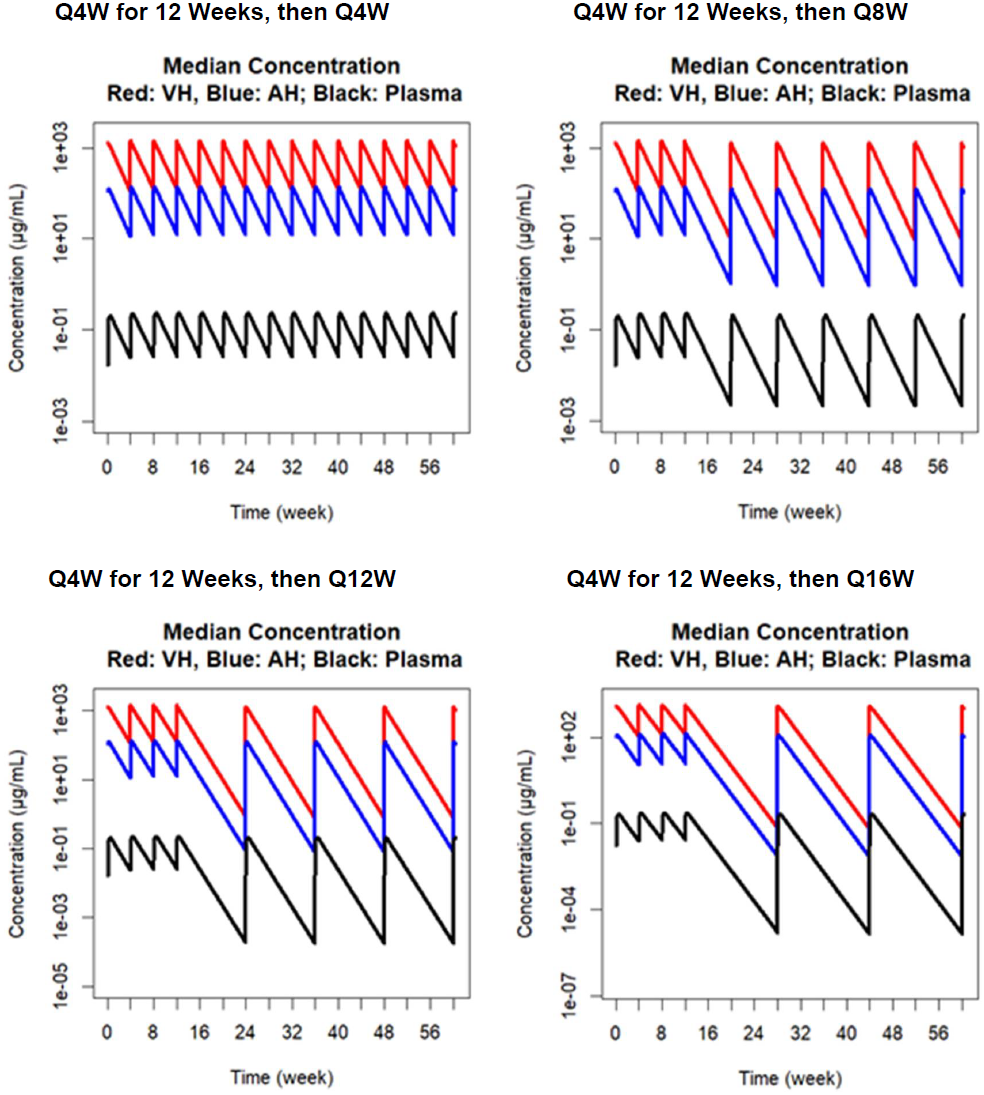 Q4W for 12 Weeks, then Q4W
Median Concentration
Red: VH, Blue: AH; Black: Plasma
Concentration (µg/mL)
1e+03
1e+01
1e-01
1e-03
0 8 16 24 32 40 48 56
Time (week)
Q4W for 12 Weeks, then Q8W
Median Concentration
Red: VH, Blue: AH; Black: Plasma
Concentration (µg/mL)
1e+03
1e+01
1e-01
1e-03
0 8 16 24 32 40 48 56
Time (week)
Q4W for 12 Weeks, then Q12W
Median Concentration
Red: VH, Blue: AH; Black: Plasma
Concentration (µg/mL)
1e+03
1e+01
1e-01
1e-03
1e-05
0 8 16 24 32 40 48 56
Time (week)
Q4W for 12 Weeks, then Q16W
Median Concentration
Red: VH, Blue: AH; Black: Plasma
Concentration (µg/mL)
1e+02
1e-01
1e-04
1e-07
0 8 16 24 32 40 48 56
Time (week)